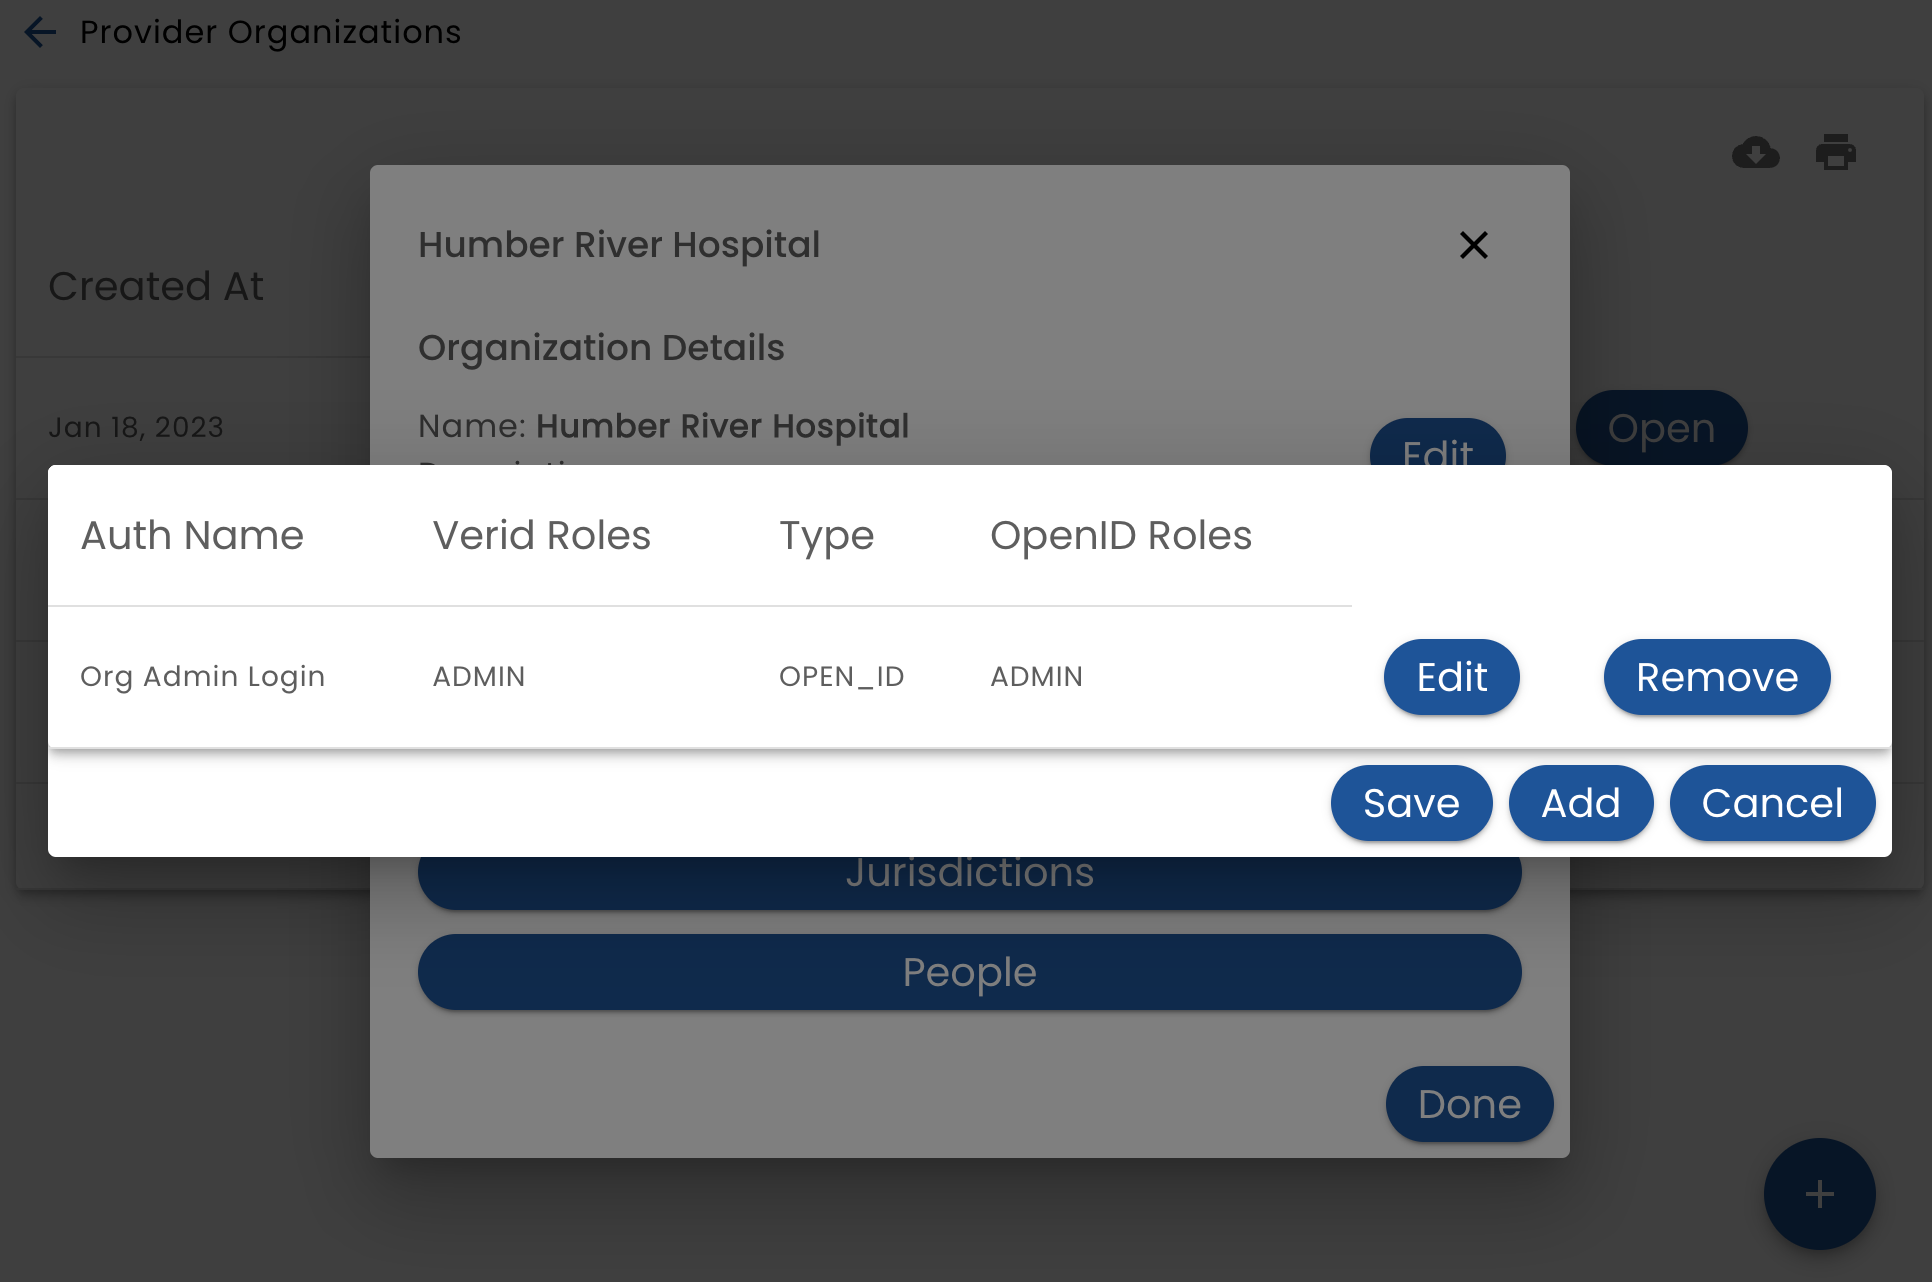 Provider Organizations
Humber River Hospital
Created At
Organization Details
Jan 18, 2023
Name: Humber River Hospital
Edit
Open
Auth Name Verid Roles Type OpenID Roles
Org Admin Login ADMIN OPEN_ID ADMIN Edit Remove
Save Add Cancel
Jurisdictions
People
Done